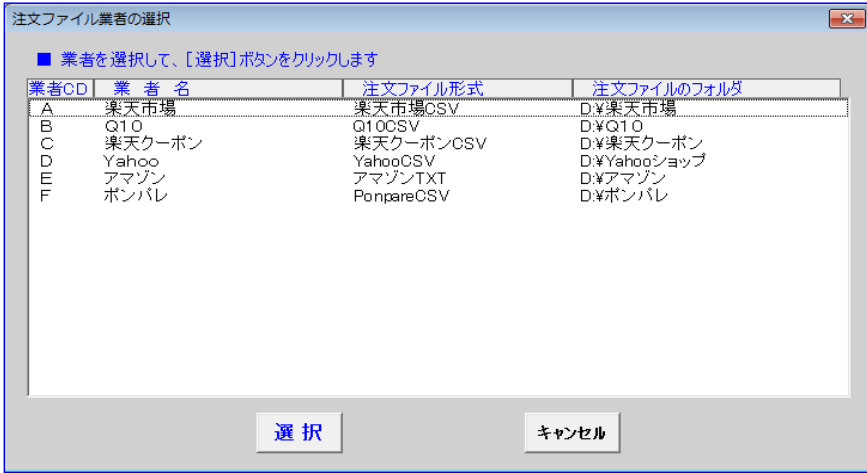 注文ファイル業者の選択
■ 業者を選択して、[選択]ボタンをクリックします
業者CD 業 者 名 注文ファイル形式 注文ファイルのフォルダ
A 楽天市場 楽天市場CSV D:¥楽天市場
B Q10 Q10CSV D:¥Q10
C 楽天クーポン 楽天クーポンCSV D:¥楽天クーポン
D Yahoo YahooCSV D:¥Yahooショップ
E アマゾン アマゾンTXT D:¥アマゾン
F ポンパレ PonpareCSV D:¥ポンパレ
選 択 キャンセル